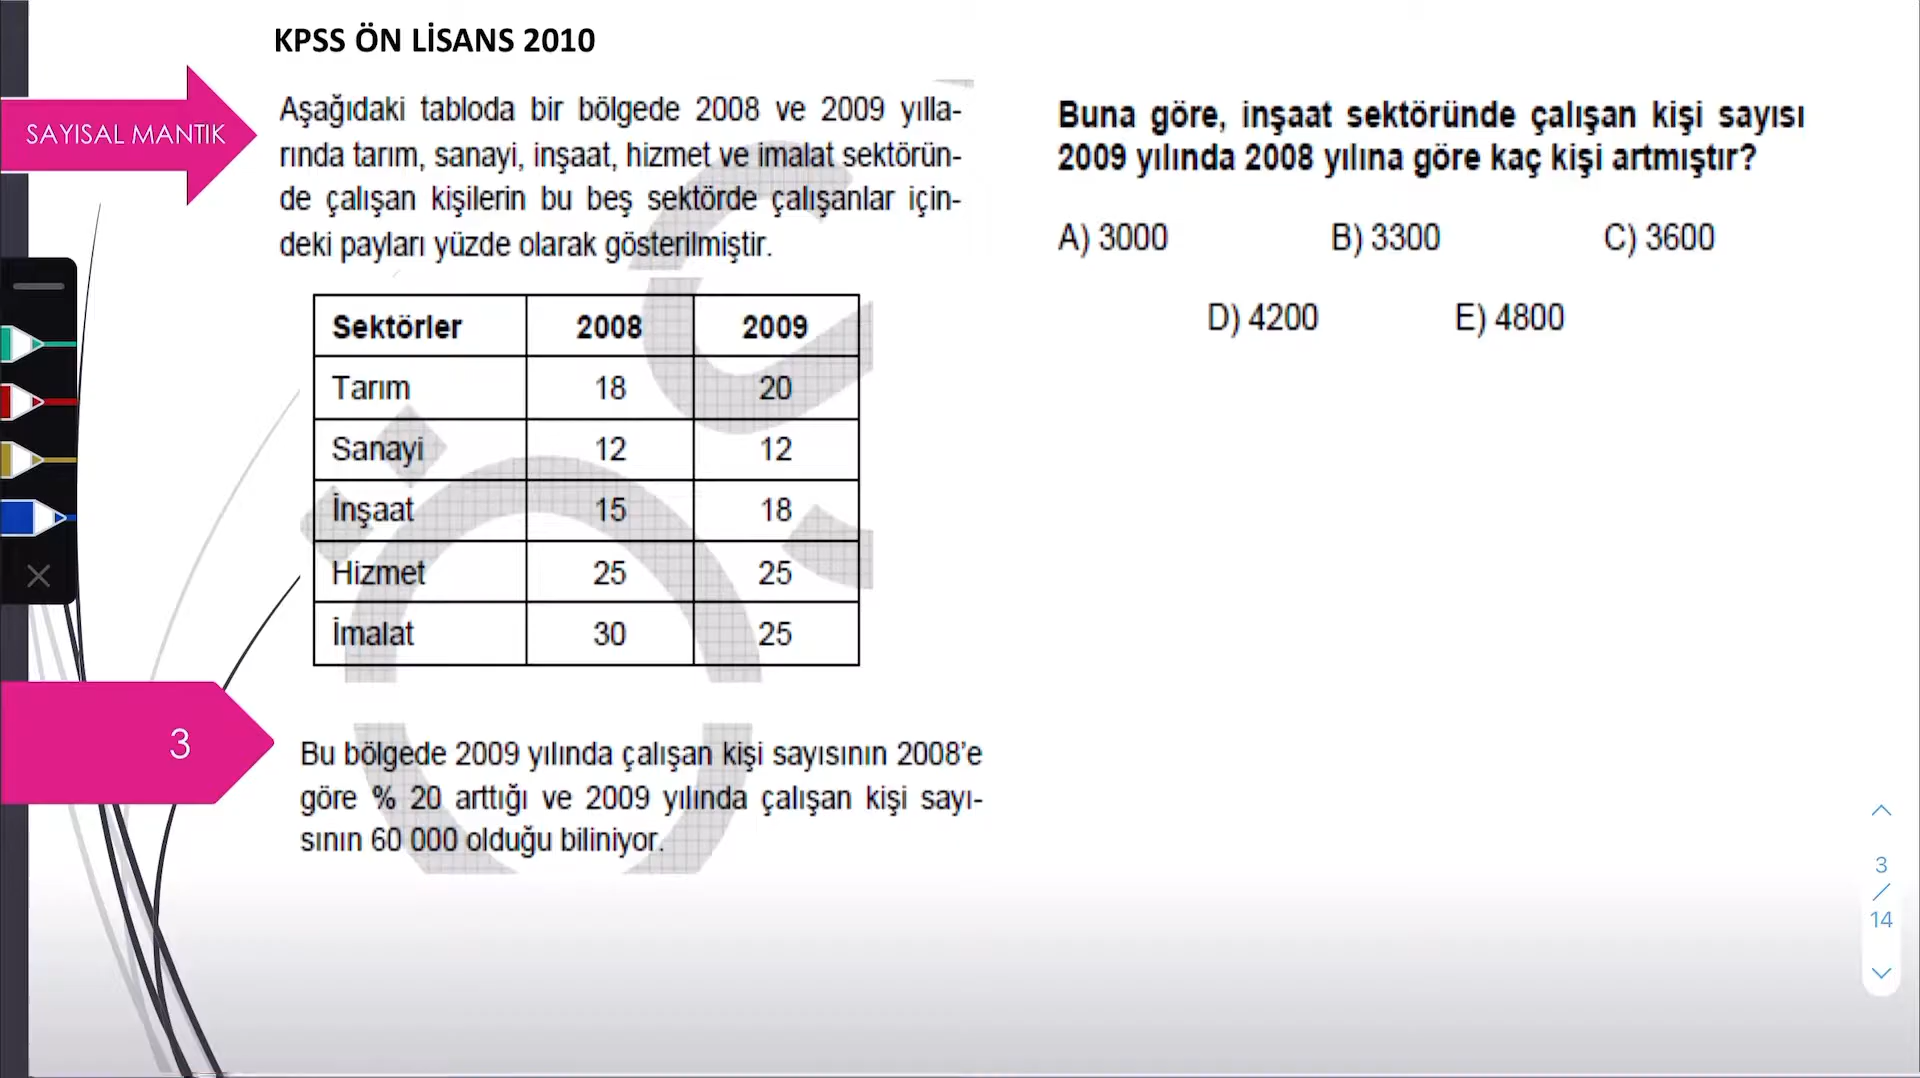 KPSS ÖN LİSANS 2010
SAYISAL MANTIK
Aşağıdaki tabloda bir bölgede 2008 ve 2009 yılla-
rında tarım, sanayi, inşaat, hizmet ve imalat sektörün-
de çalışan kişilerin bu beş sektörde çalışanlar için-
deki payları yüzde olarak gösterilmiştir.
Sektörler 2008 2009
Tarım 18 20
Sanayi 12 12
İnşaat 15 18
Hizmet 25 25
İmalat 30 25
3
Bu bölgede 2009 yılında çalışan kişi sayısının 2008'e
göre % 20 arttığı ve 2009 yılında çalışan kişi sayı-
sının 60 000 olduğu biliniyor.
Buna göre, inşaat sektöründe çalışan kişi sayısı
2009 yılında 2008 yılına göre kaç kişi artmıştır?
A) 3000 B) 3300 C) 3600
D) 4200 E) 4800
3
/
14